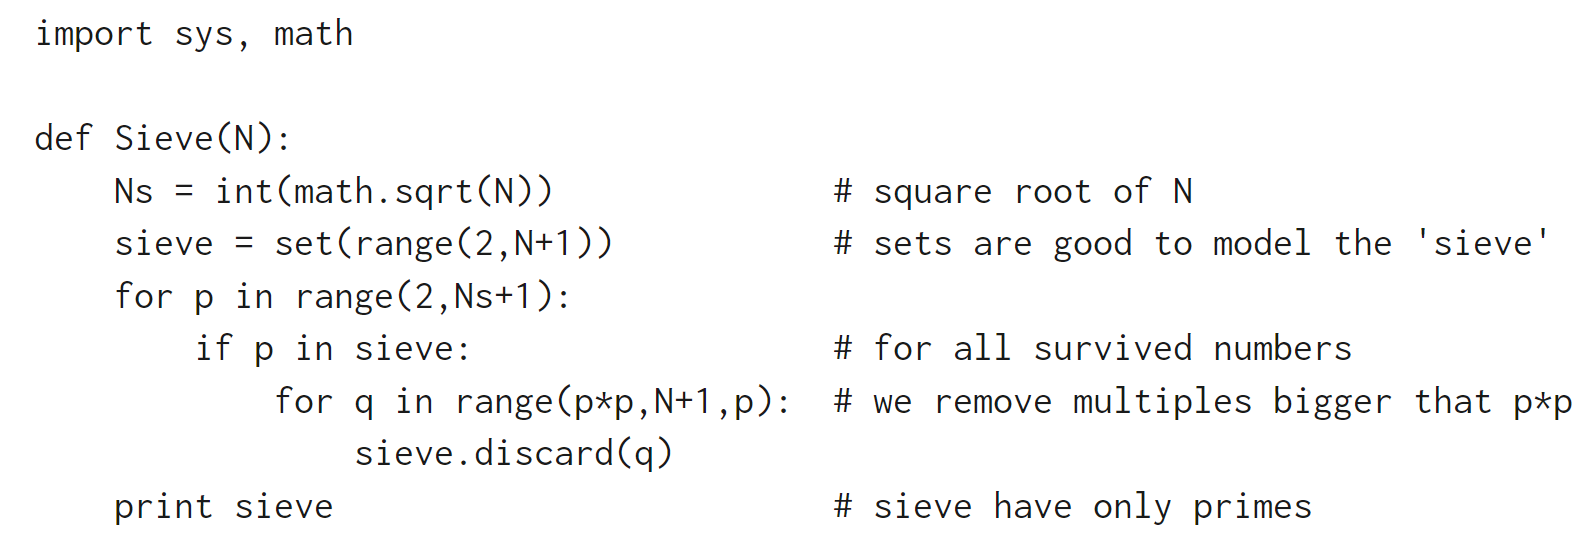 import sys, math

def Sieve(N):
    Ns = int(math.sqrt(N))              # square root of N
    sieve = set(range(2,N+1))           # sets are good to model the 'sieve'
    for p in range(2,Ns+1):
        if p in sieve:                  # for all survived numbers
            for q in range(p*p,N+1,p):  # we remove multiples bigger that p*p
                sieve.discard(q)
    print sieve                         # sieve have only primes